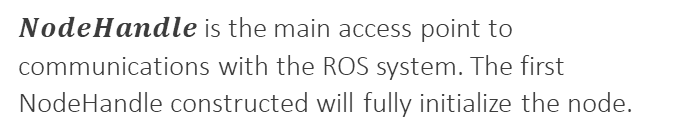 NodeHandle is the main access point to
communications with the ROS system. The first
NodeHandle constructed will fully initialize the node.